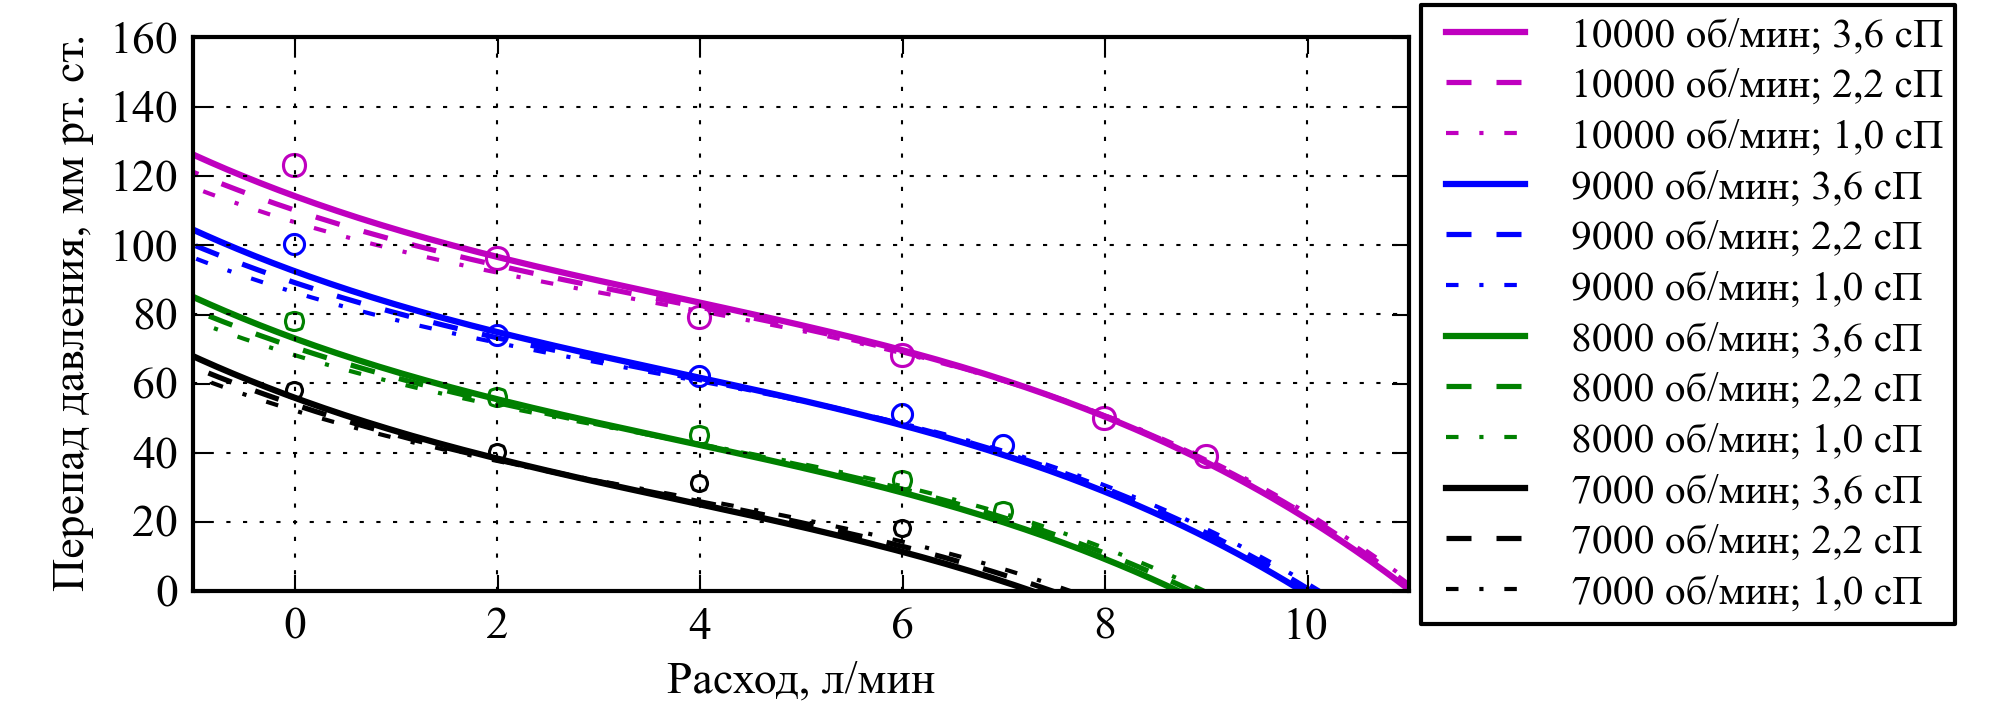 Перепад давления, мм рт. ст.
160
140
120
100
80
60
40
20
0
0 2 4 6 8 10
Расход, л/мин
10000 об/мин; 3,6 сП
10000 об/мин; 2,2 сП
10000 об/мин; 1,0 сП
9000 об/мин; 3,6 сП
9000 об/мин; 2,2 сП
9000 об/мин; 1,0 сП
8000 об/мин; 3,6 сП
8000 об/мин; 2,2 сП
8000 об/мин; 1,0 сП
7000 об/мин; 3,6 сП
7000 об/мин; 2,2 сП
7000 об/мин; 1,0 сП